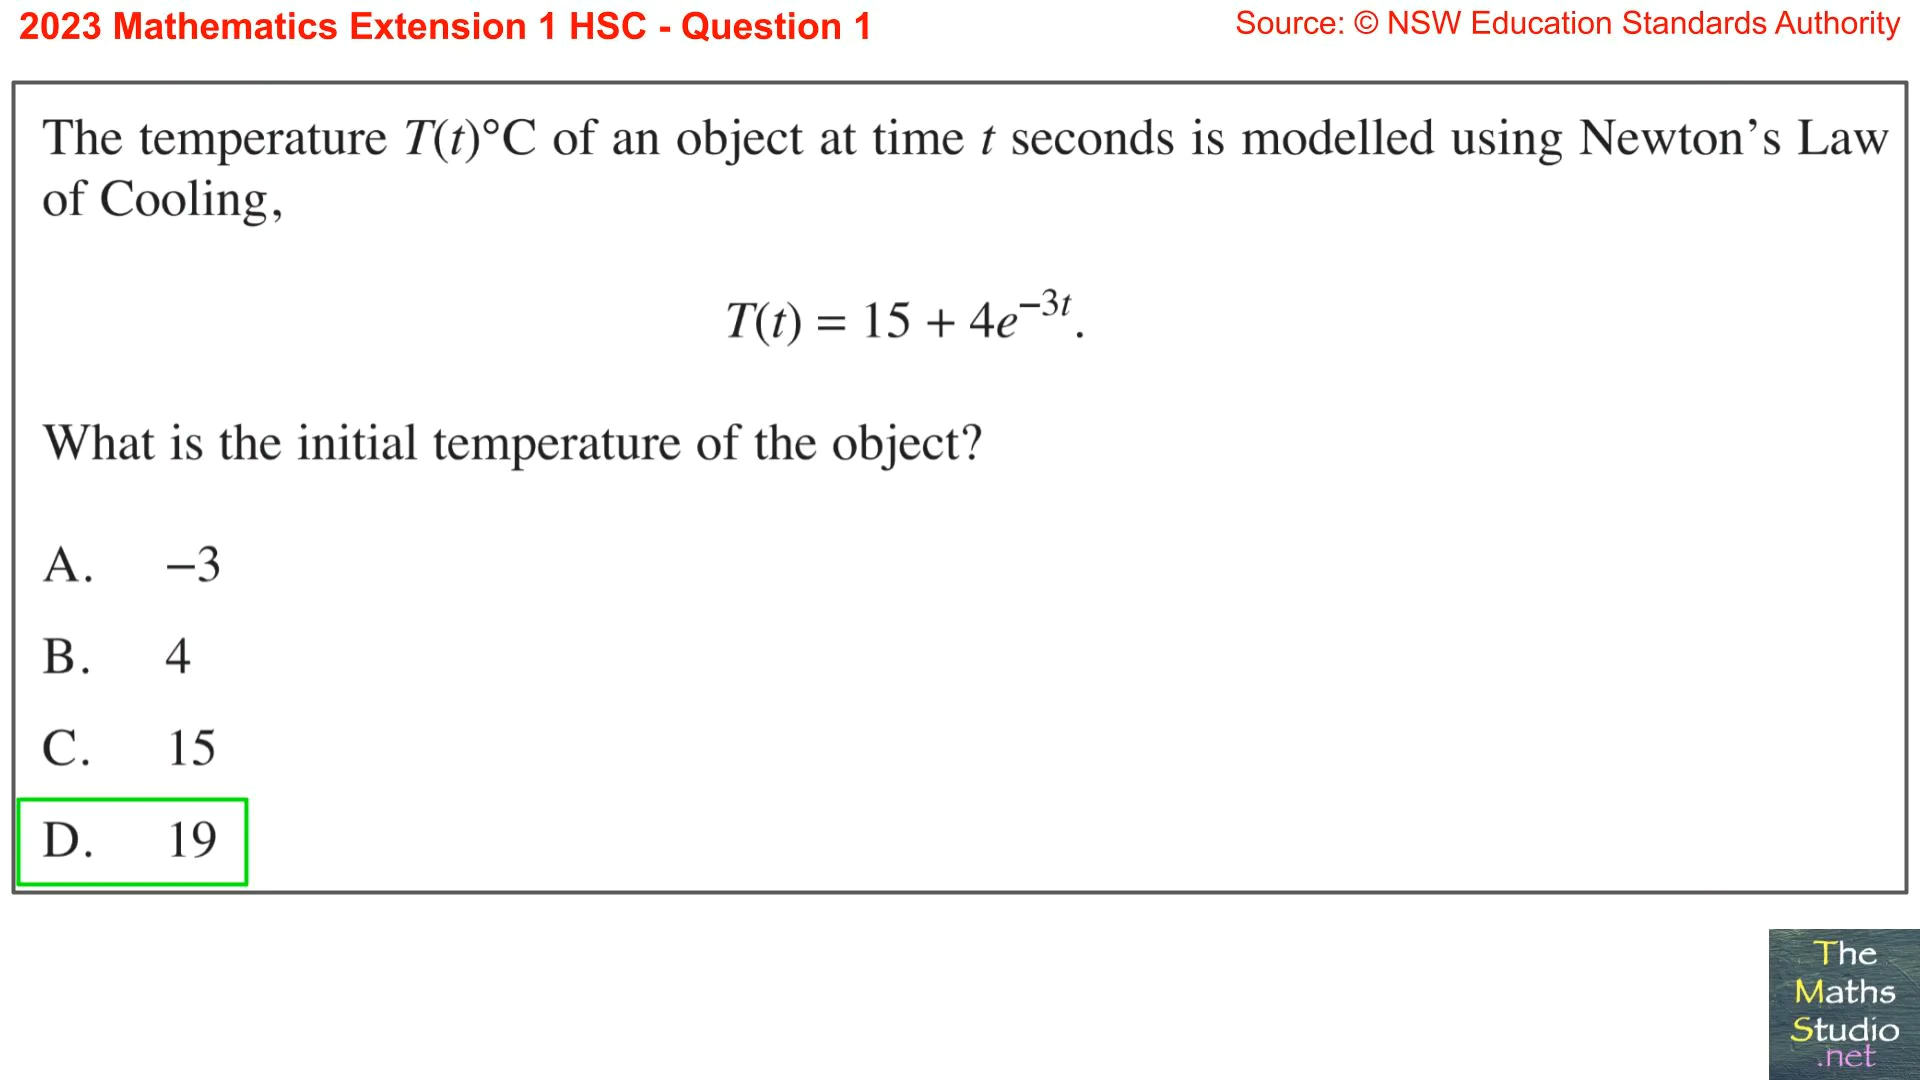 2023 Mathematics Extension 1 HSC - Question 1
Source: © NSW Education Standards Authority
The temperature T(t)°C of an object at time t seconds is modelled using Newton’s Law
of Cooling,
T(t) = 15 + 4e⁻³ᵗ.
What is the initial temperature of the object?
A. −3
B. 4
C. 15
D. 19
The
Maths
Studio
.net